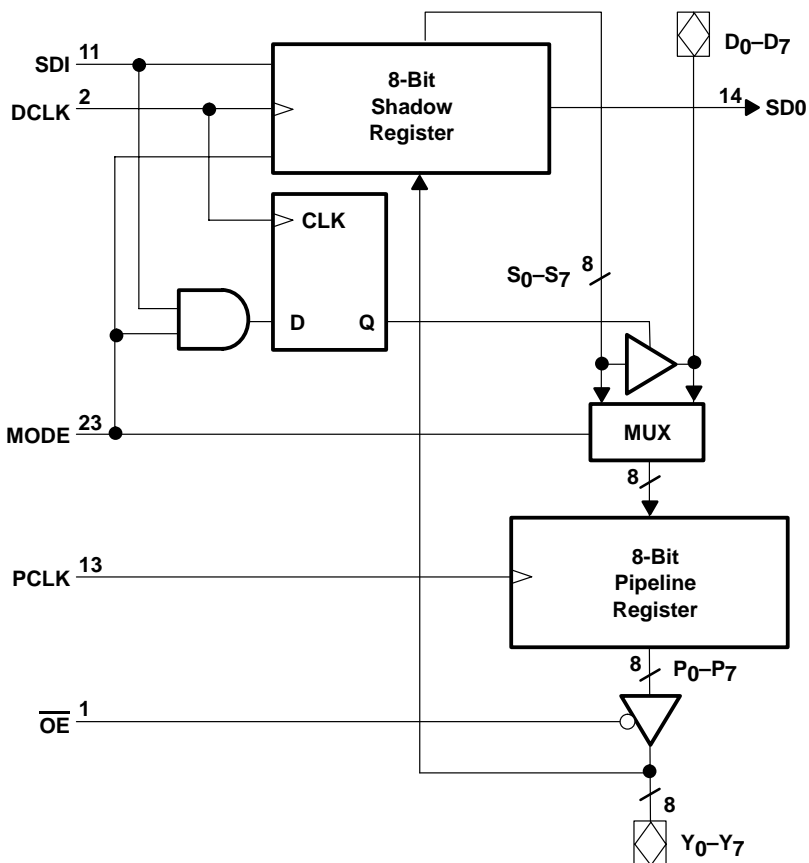 SDI 11
DCLK 2
8-Bit
Shadow
Register
D0–D7
14 SD0
CLK
D Q
S0–S7 8
MODE 23
MUX
8
PCLK 13
8-Bit
Pipeline
Register
8 P0–P7
OE 1
8
Y0–Y7